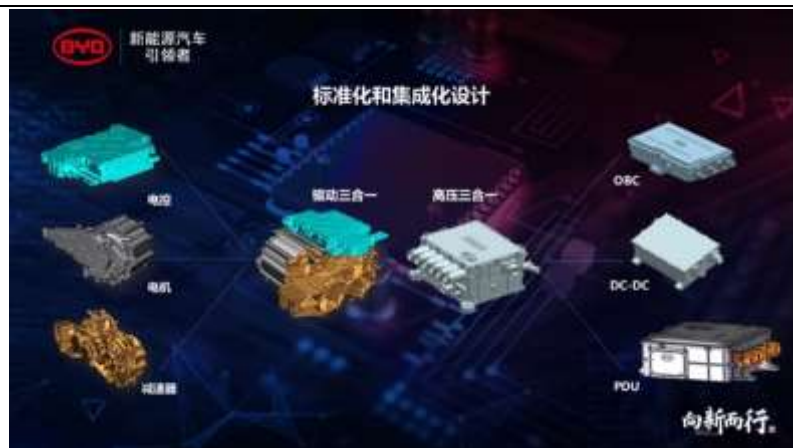 BYD
新能源汽车
引领者
标准化和集成化设计
电控
驱动三合一
高压三合一
OBC
电机
DC-DC
减速器
PDU
向新而行